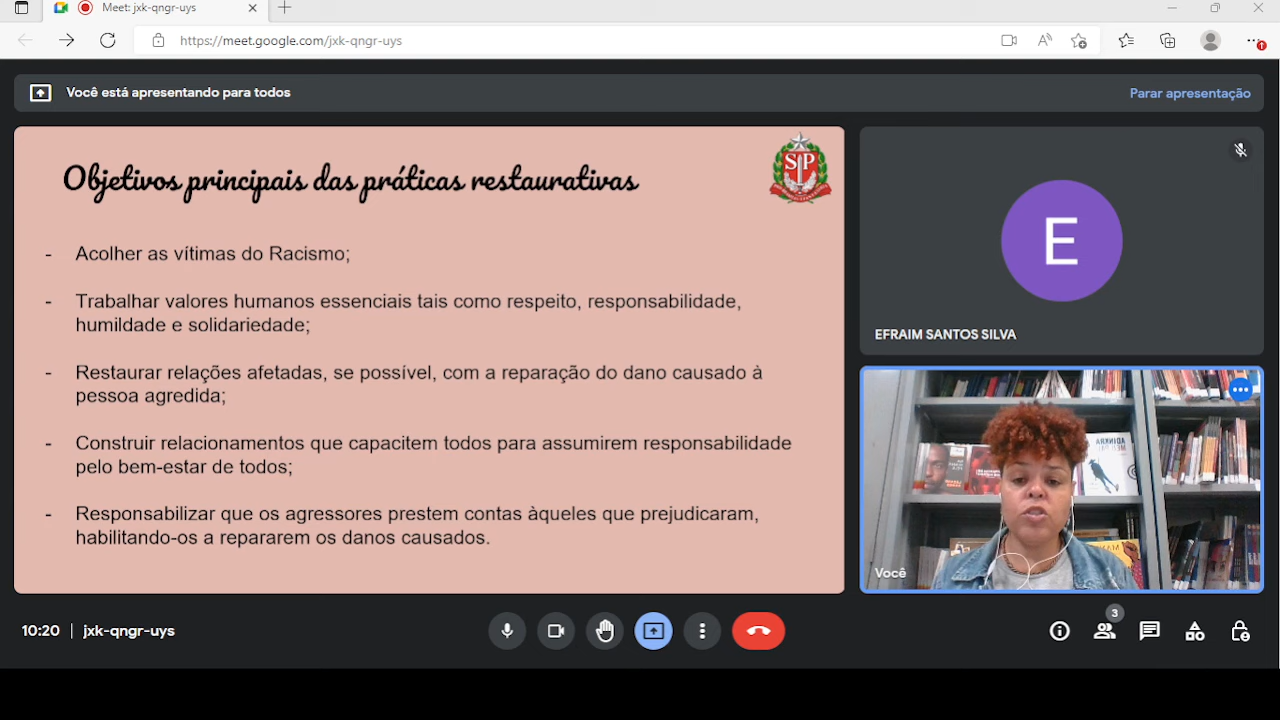 Meet: jxk-qngr-uys
https://meet.google.com/jxk-qngr-uys
Você está apresentando para todos
Parar apresentação
Objetivos principais das práticas restaurativas
SP
- Acolher as vítimas do Racismo;
- Trabalhar valores humanos essenciais tais como respeito, responsabilidade,
humildade e solidariedade;
- Restaurar relações afetadas, se possível, com a reparação do dano causado à
pessoa agredida;
- Construir relacionamentos que capacitem todos para assumirem responsabilidade
pelo bem-estar de todos;
- Responsabilizar que os agressores prestem contas àqueles que prejudicaram,
habilitando-os a repararem os danos causados.
E
EFRAIM SANTOS SILVA
Você
10:20 | jxk-qngr-uys
3